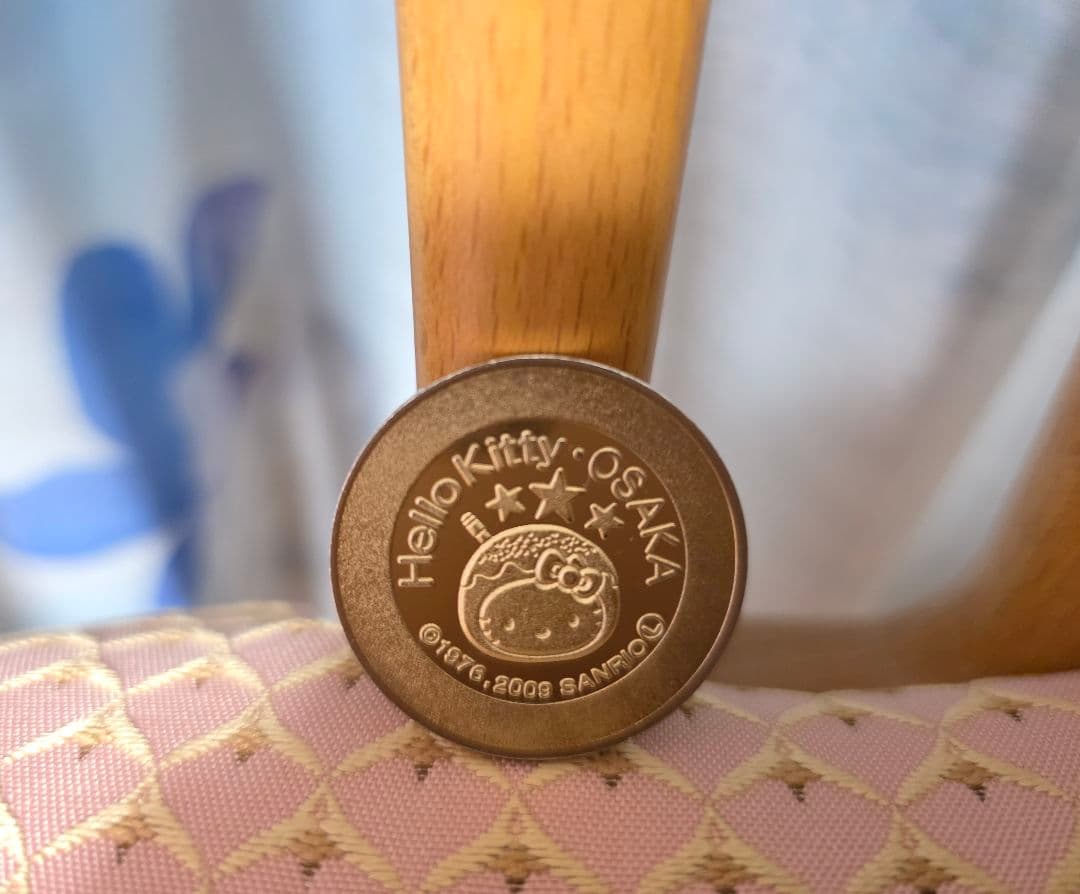 Hello Kitty · OSAKA
©1976, 2009 SANRIO Ⓛ